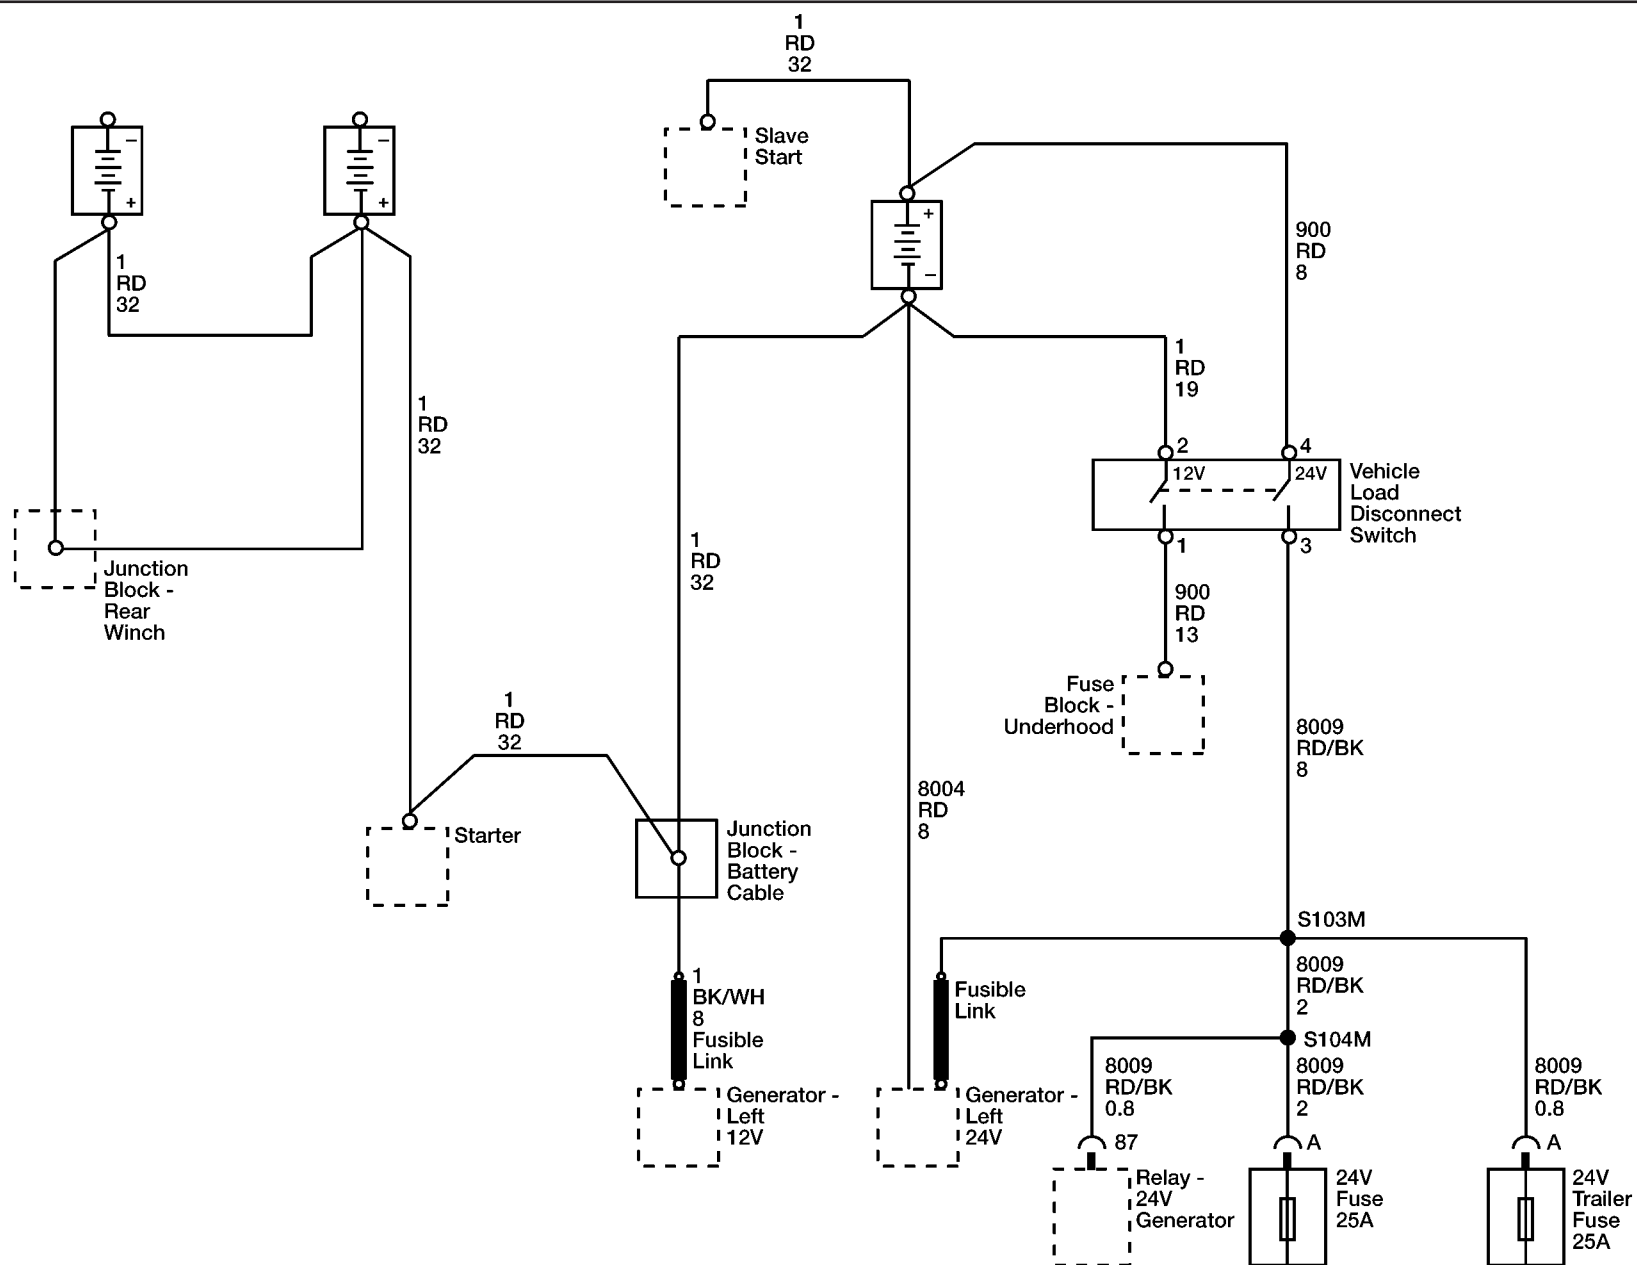 1
RD
32
Slave
Start
−
+
−
+
+
−
1
RD
32
900
RD
8
1
RD
32
1
RD
19
2
4
12V
24V
1
3
Vehicle
Load
Disconnect
Switch
1
RD
32
Junction
Block -
Rear
Winch
900
RD
13
Fuse
Block -
Underhood
1
RD
32
8009
RD/BK
8
8004
RD
8
Starter
Junction
Block -
Battery
Cable
S103M
8009
RD/BK
2
1
BK/WH
8
Fusible
Link
Fusible
Link
S104M
Generator -
Left
12V
Generator -
Left
24V
8009
RD/BK
0.8
8009
RD/BK
2
8009
RD/BK
0.8
87
A
A
Relay -
24V
Generator
24V
Fuse
25A
24V
Trailer
Fuse
25A